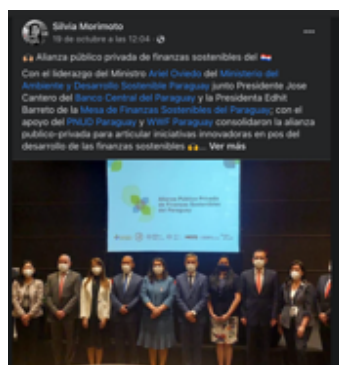 Silvia Morimoto
19 de octubre a las 12:04
Alianza público privada de finanzas sostenibles del
Con el liderazgo del Ministro Ariel Oviedo del Ministerio del
Ambiente y Desarrollo Sostenible Paraguay junto Presidente Jose
Cantero del Banco Central del Paraguay y la Presidenta Edhit
Barreto de la Mesa de Finanzas Sostenibles del Paraguay; con el
apoyo del PNUD Paraguay y WWF Paraguay consolidaron la alianza
publico-privada para articular iniciativas innovadoras en pos del
desarrollo de las finanzas sostenibles ... Ver más
Alianza Público Privada
de Finanzas Sostenibles
del Paraguay